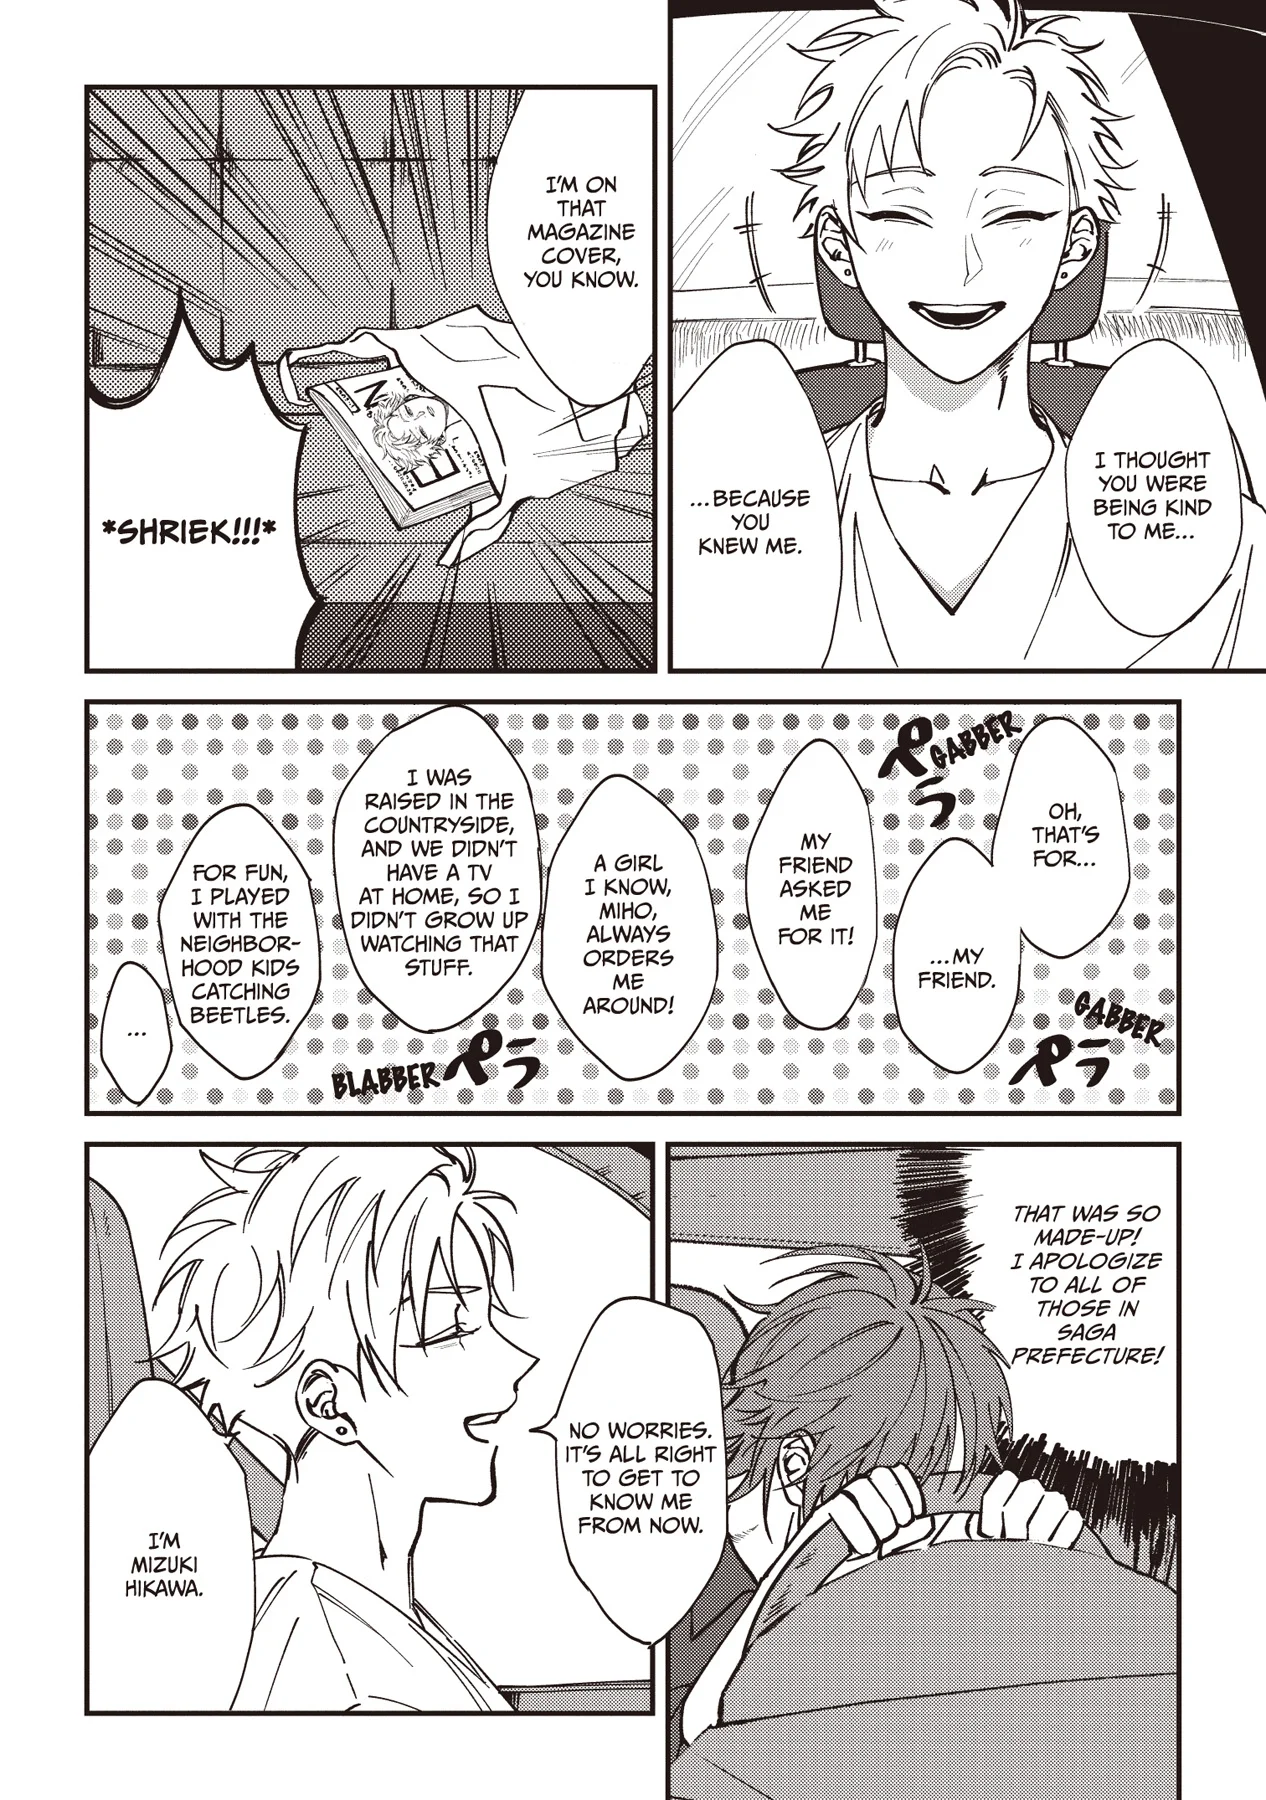 I THOUGHT
YOU WERE
BEING KIND
TO ME...
...BECAUSE
YOU
KNEW ME.
I'M ON
THAT
MAGAZINE
COVER,
YOU KNOW.
*SHRIEK!!!*
OH,
THAT'S
FOR...
...MY
FRIEND.
ペラ
GABBER
ペラ
GABBER
MY
FRIEND
ASKED
ME
FOR IT!
A GIRL
I KNOW,
MIHO,
ALWAYS
ORDERS
ME
AROUND!
I WAS
RAISED IN THE
COUNTRYSIDE,
AND WE DIDN'T
HAVE A TV
AT HOME, SO I
DIDN'T GROW UP
WATCHING THAT
STUFF.
BLABBER
ペラ
FOR FUN,
I PLAYED
WITH THE
NEIGHBOR-
HOOD KIDS
CATCHING
BEETLES.
...
THAT WAS SO
MADE-UP!
I APOLOGIZE
TO ALL OF
THOSE IN
SAGA
PREFECTURE!
NO WORRIES.
IT'S ALL RIGHT
TO GET TO
KNOW ME
FROM NOW.
I'M
MIZUKI
HIKAWA.